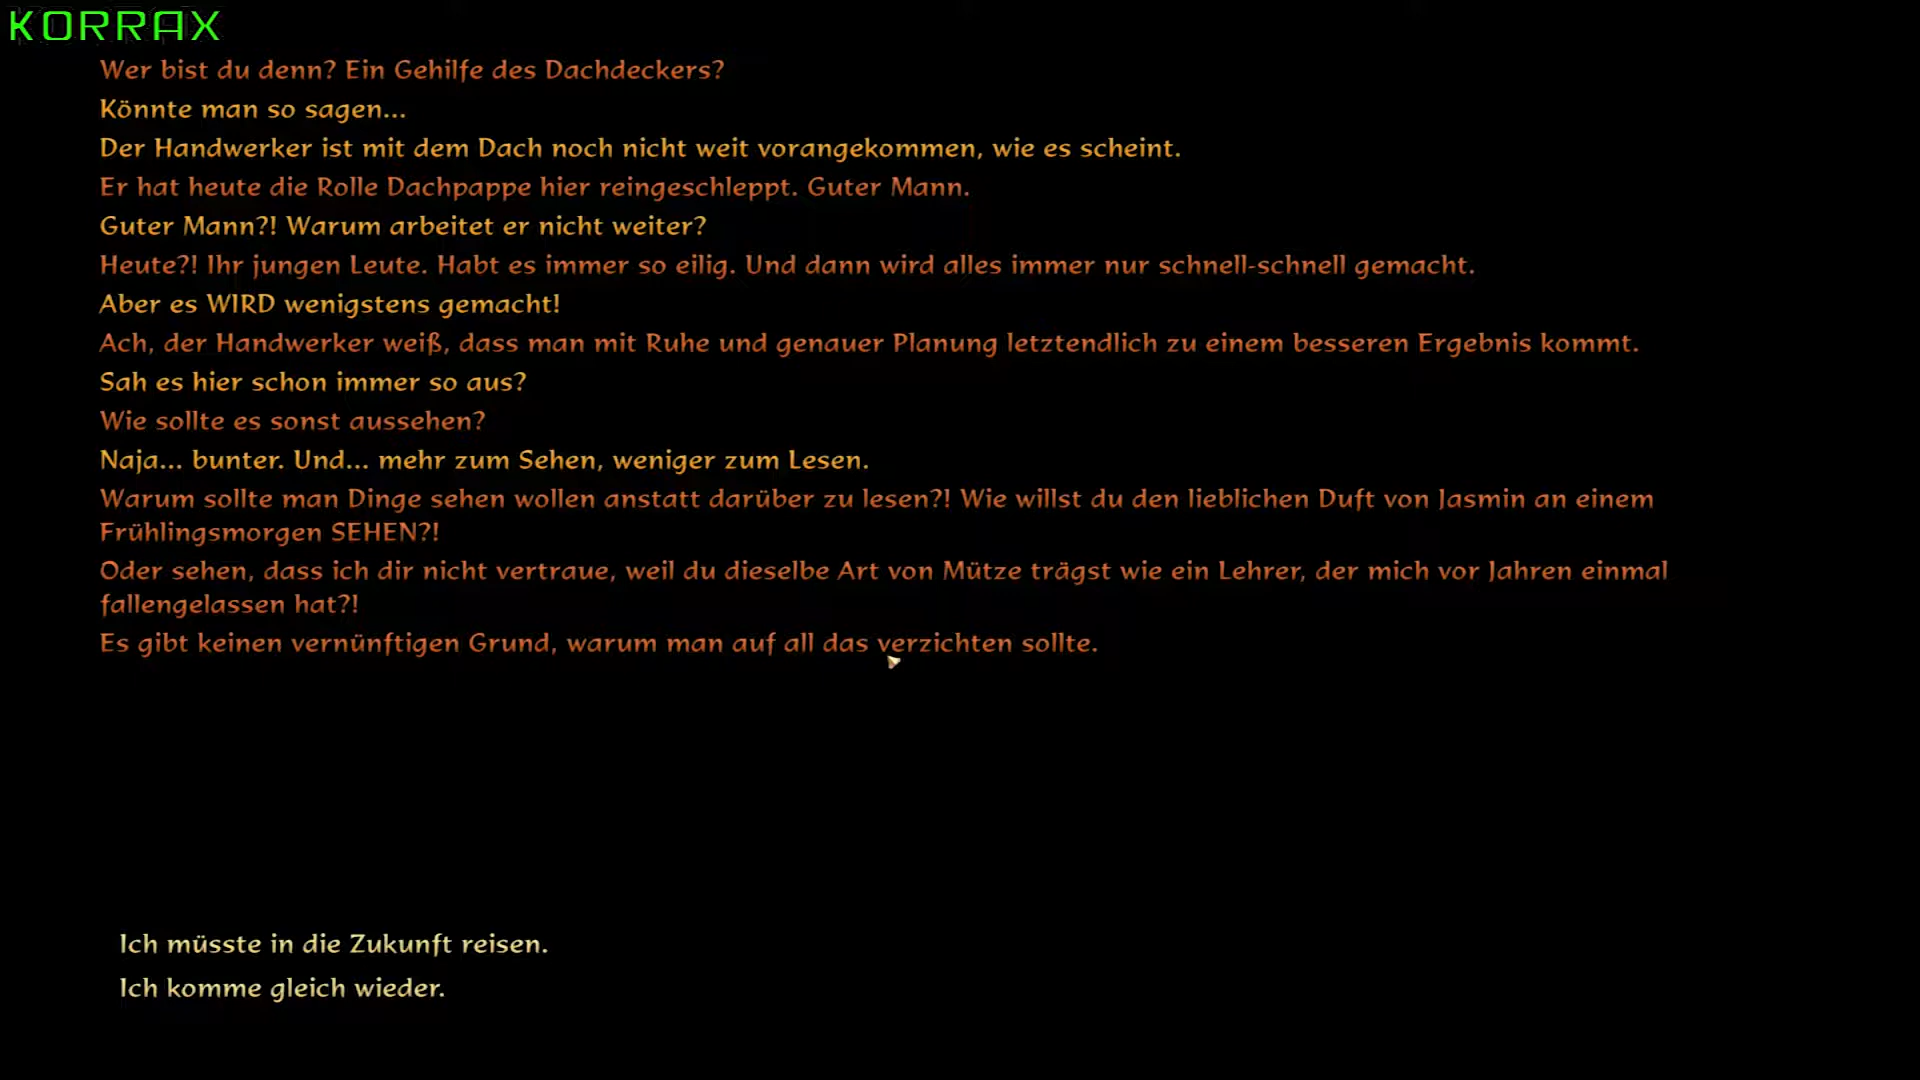 KORRAX
Wer bist du denn? Ein Gehilfe des Dachdeckers?
Könnte man so sagen...
Der Handwerker ist mit dem Dach noch nicht weit vorangekommen, wie es scheint.
Er hat heute die Rolle Dachpappe hier reingeschleppt. Guter Mann.
Guter Mann?! Warum arbeitet er nicht weiter?
Heute?! Ihr jungen Leute. Habt es immer so eilig. Und dann wird alles immer nur schnell-schnell gemacht.
Aber es WIRD wenigstens gemacht!
Ach, der Handwerker weiß, dass man mit Ruhe und genauer Planung letztendlich zu einem besseren Ergebnis kommt.
Sah es hier schon immer so aus?
Wie sollte es sonst aussehen?
Naja... bunter. Und... mehr zum Sehen, weniger zum Lesen.
Warum sollte man Dinge sehen wollen anstatt darüber zu lesen?! Wie willst du den lieblichen Duft von Jasmin an einem
Frühlingsmorgen SEHEN?!
Oder sehen, dass ich dir nicht vertraue, weil du dieselbe Art von Mütze trägst wie ein Lehrer, der mich vor Jahren einmal
fallengelassen hat?!
Es gibt keinen vernünftigen Grund, warum man auf all das verzichten sollte.
Ich müsste in die Zukunft reisen.
Ich komme gleich wieder.